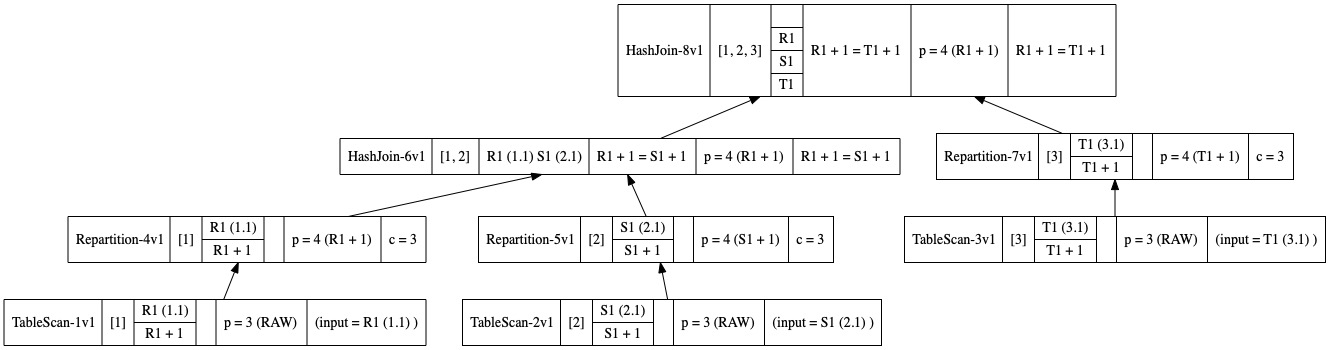 HashJoin-8v1 [1, 2, 3] R1 S1 T1 R1 + 1 = T1 + 1 p = 4 (R1 + 1) R1 + 1 = T1 + 1
HashJoin-6v1 [1, 2] R1 (1.1) S1 (2.1) R1 + 1 = S1 + 1 p = 4 (R1 + 1) R1 + 1 = S1 + 1
Repartition-7v1 [3] T1 (3.1) T1 + 1 p = 4 (T1 + 1) c = 3
Repartition-4v1 [1] R1 (1.1) R1 + 1 p = 4 (R1 + 1) c = 3
Repartition-5v1 [2] S1 (2.1) S1 + 1 p = 4 (S1 + 1) c = 3
TableScan-3v1 [3] T1 (3.1) T1 + 1 p = 3 (RAW) (input = T1 (3.1) )
TableScan-1v1 [1] R1 (1.1) R1 + 1 p = 3 (RAW) (input = R1 (1.1) )
TableScan-2v1 [2] S1 (2.1) S1 + 1 p = 3 (RAW) (input = S1 (2.1) )